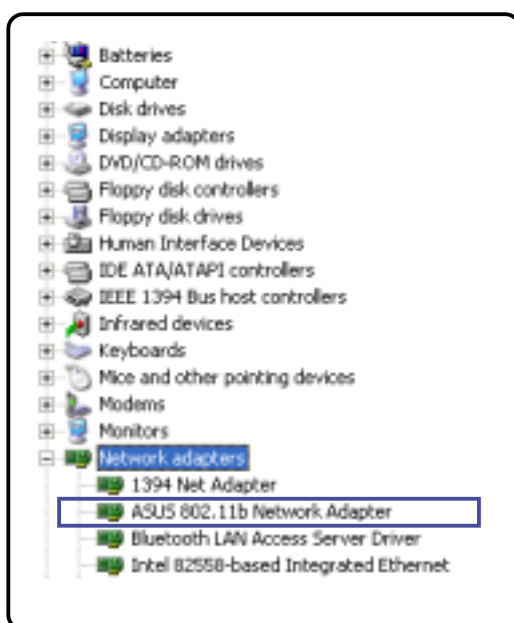 Batteries
Computer
Disk drives
Display adapters
DVD/CD-ROM drives
Floppy disk controllers
Floppy disk drives
Human Interface Devices
IDE ATA/ATAPI controllers
IEEE 1394 Bus host controllers
Infrared devices
Keyboards
Mice and other pointing devices
Modems
Monitors
Network adapters
1394 Net Adapter
ASUS 802.11b Network Adapter
Bluetooth LAN Access Server Driver
Intel 82558-based Integrated Ethernet